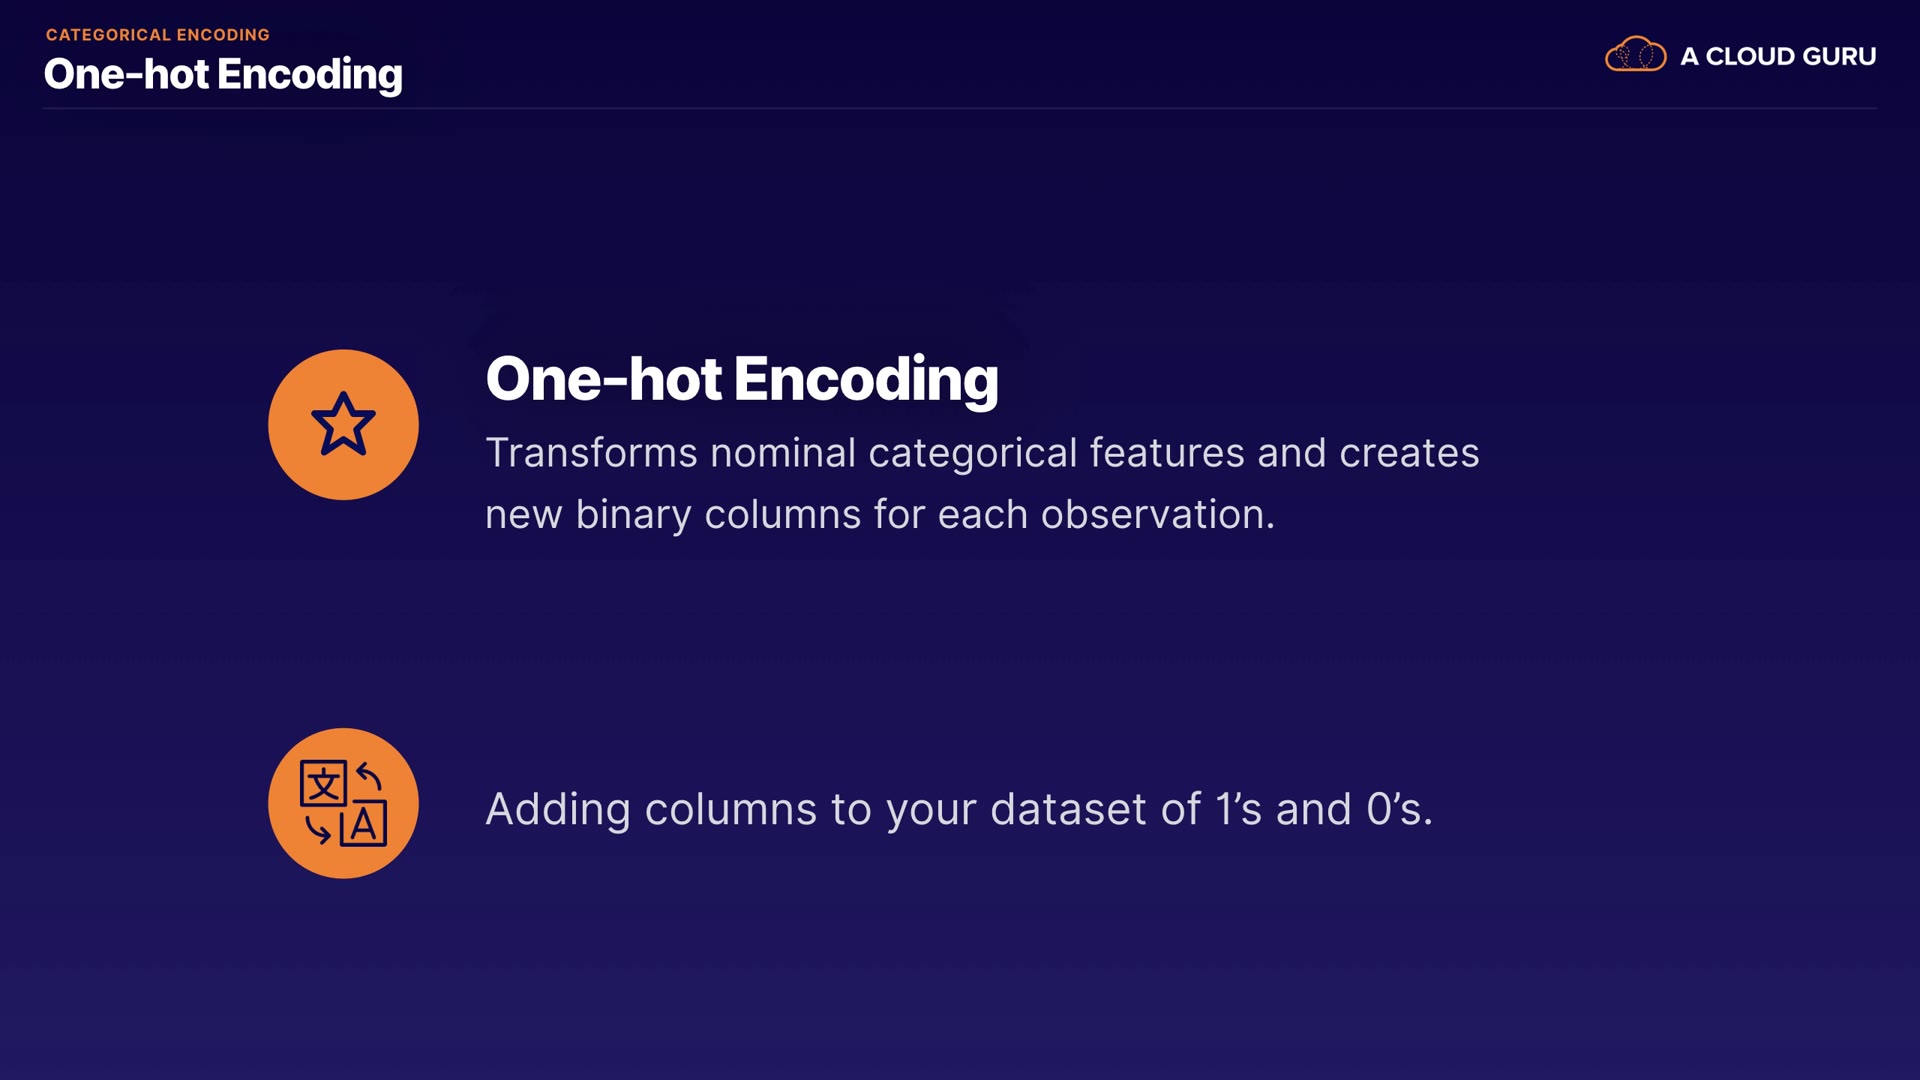 CATEGORICAL ENCODING
One-hot Encoding
A CLOUD GURU
One-hot Encoding
Transforms nominal categorical features and creates
new binary columns for each observation.
文
A
Adding columns to your dataset of 1’s and 0’s.